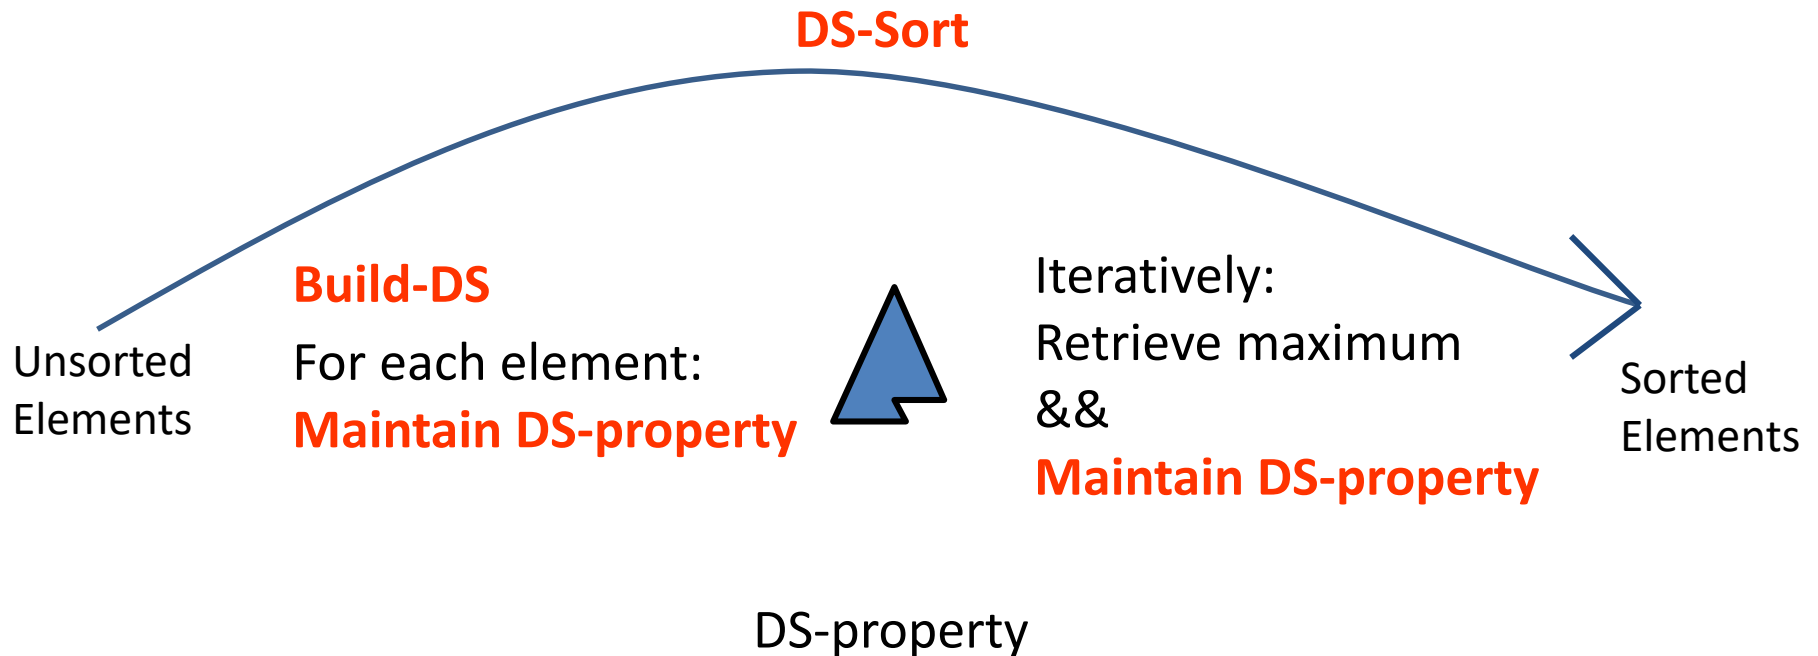 DS-Sort
Unsorted
Elements
Build-DS
For each element:
Maintain DS-property
Iteratively:
Retrieve maximum
&&
Maintain DS-property
Sorted
Elements
DS-property